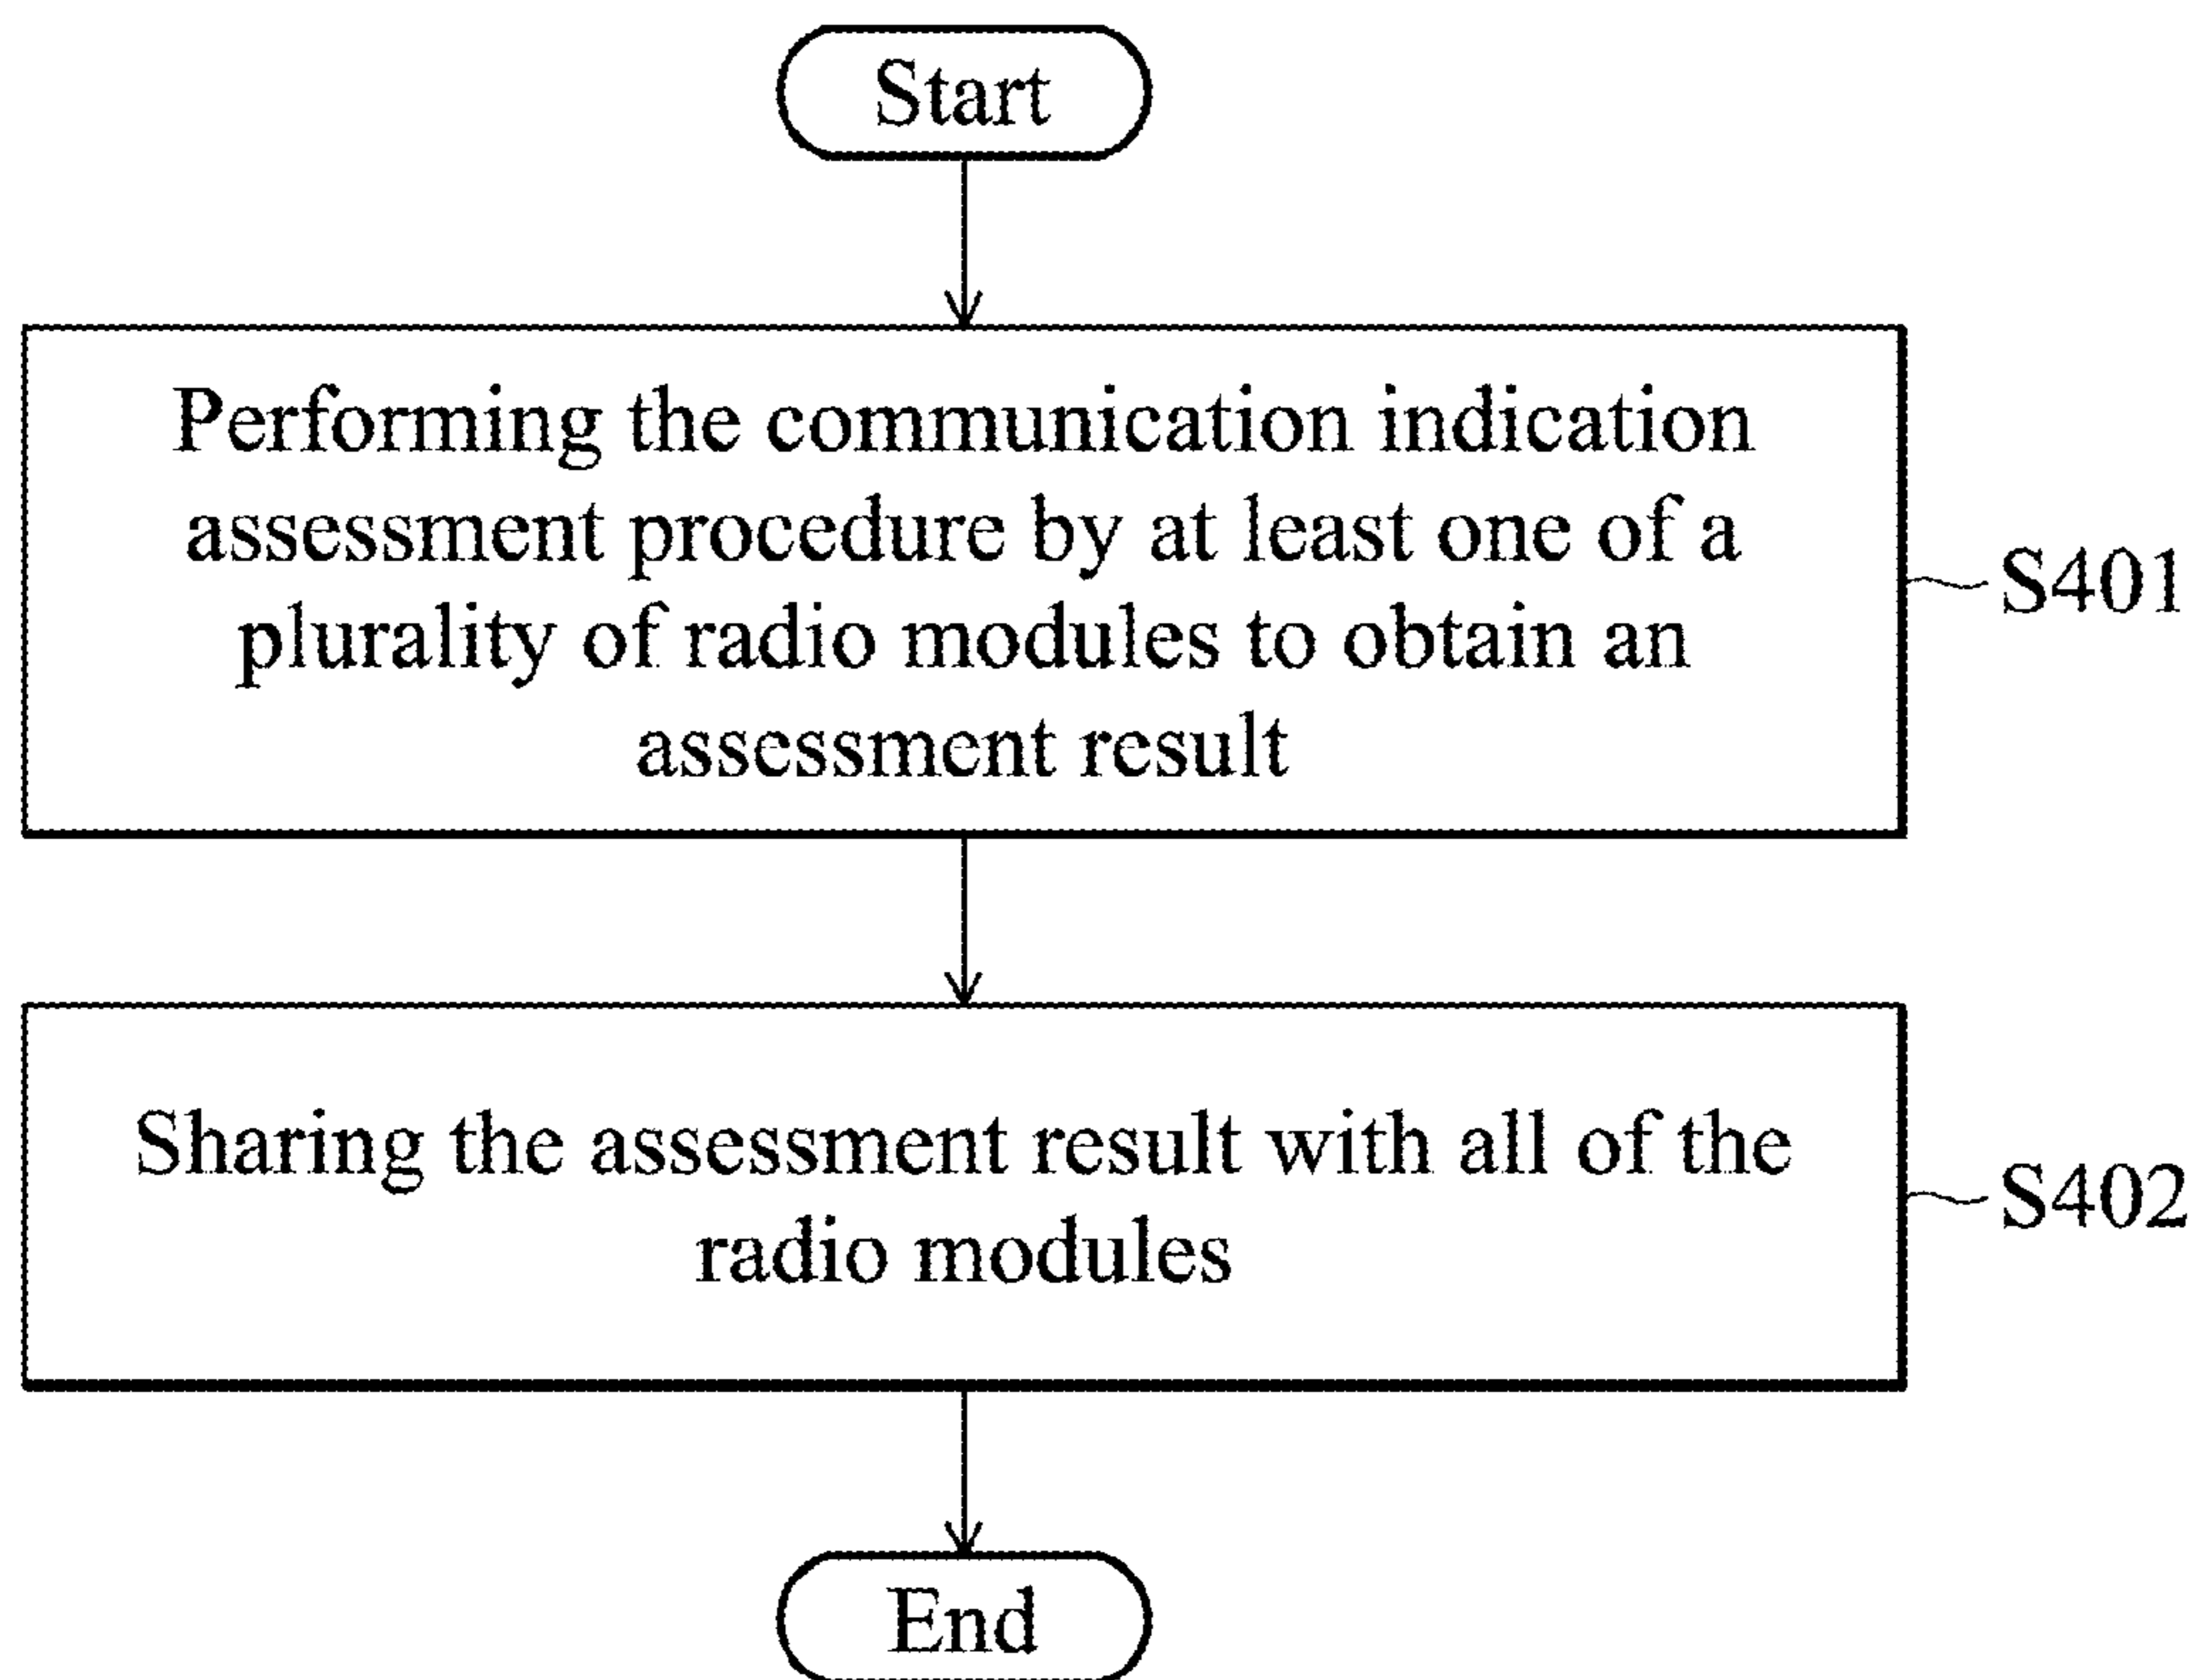 Start
Performing the communication indication
assessment procedure by at least one of a
plurality of radio modules to obtain an
assessment result
S401
Sharing the assessment result with all of the
radio modules
S402
End